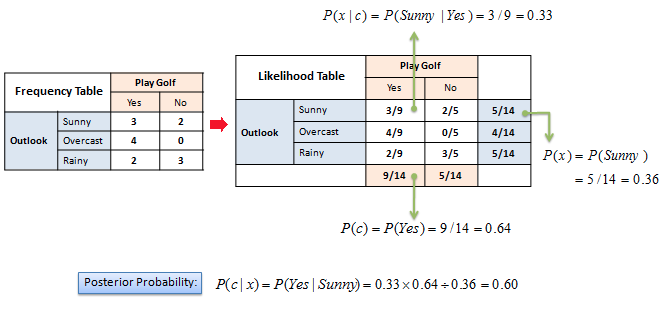 P(x | c) = P(Sunny | Yes) = 3 / 9 = 0.33
Frequency Table
Play Golf
Yes No
Outlook
Sunny 3 2
Overcast 4 0
Rainy 2 3
Likelihood Table
Play Golf
Yes No
Outlook
Sunny 3/9 2/5 5/14
Overcast 4/9 0/5 4/14
Rainy 2/9 3/5 5/14
9/14 5/14
P(x) = P(Sunny )
= 5 / 14 = 0.36
P(c) = P(Yes) = 9 / 14 = 0.64
Posterior Probability:
P(c | x) = P(Yes | Sunny) = 0.33 × 0.64 ÷ 0.36 = 0.60